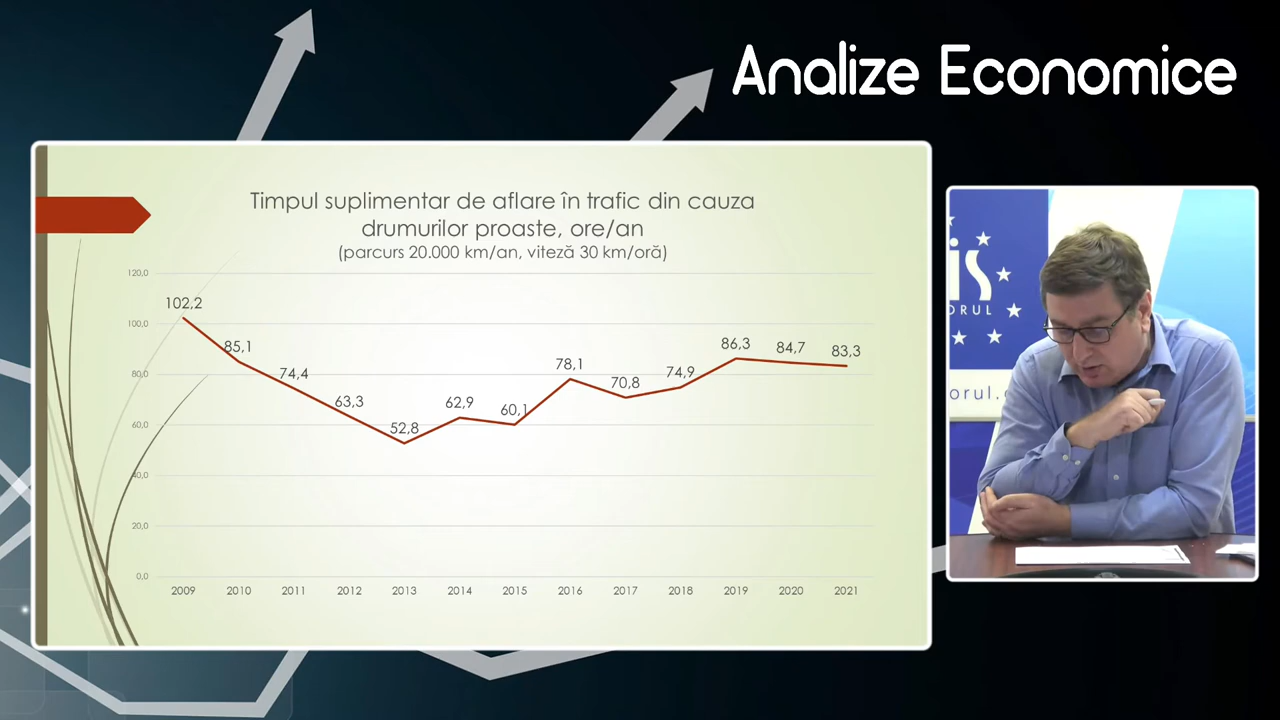 Analize Economice
Timpul suplimentar de aflare în trafic din cauza
drumurilor proaste, ore/an
(parcurs 20.000 km/an, viteză 30 km/oră)
120,0
100,0
80,0
60,0
40,0
20,0
0,0
102,2
85,1
74,4
63,3
52,8
62,9
60,1
78,1
70,8
74,9
86,3
84,7
83,3
2009 2010 2011 2012 2013 2014 2015 2016 2017 2018 2019 2020 2021
is
ORUL
orul.